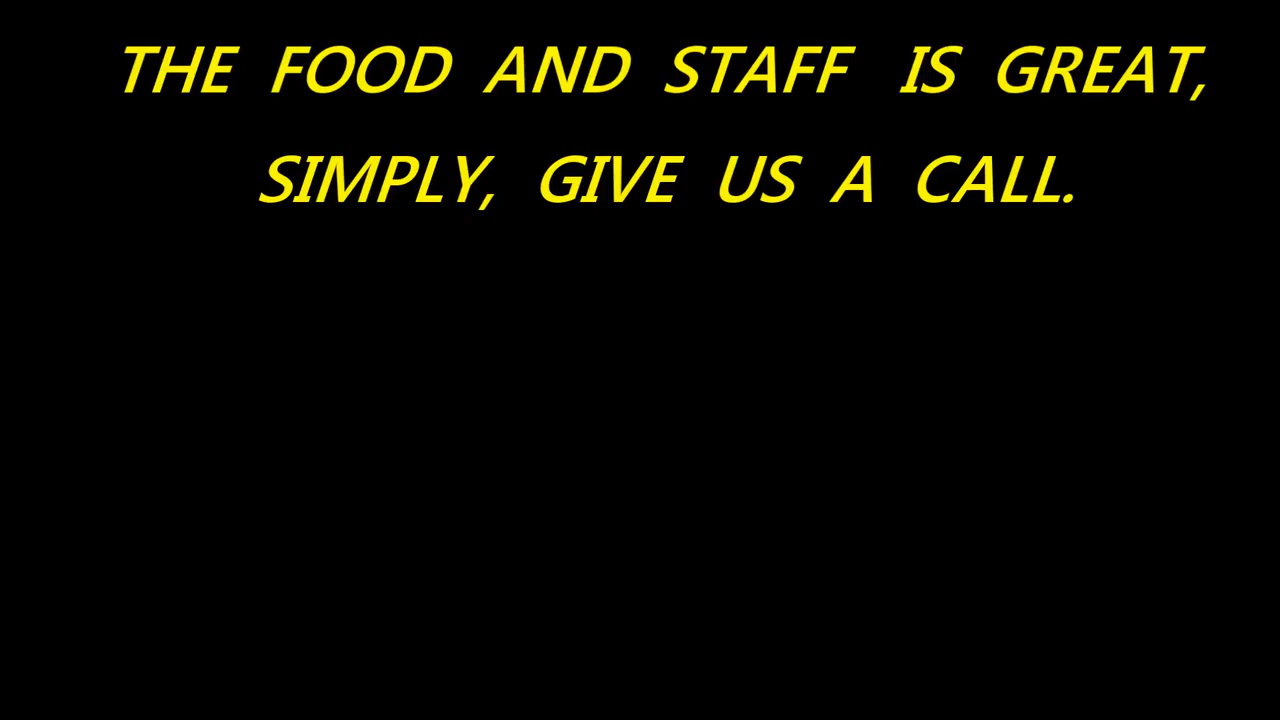 THE FOOD AND STAFF IS GREAT,
SIMPLY, GIVE US A CALL.